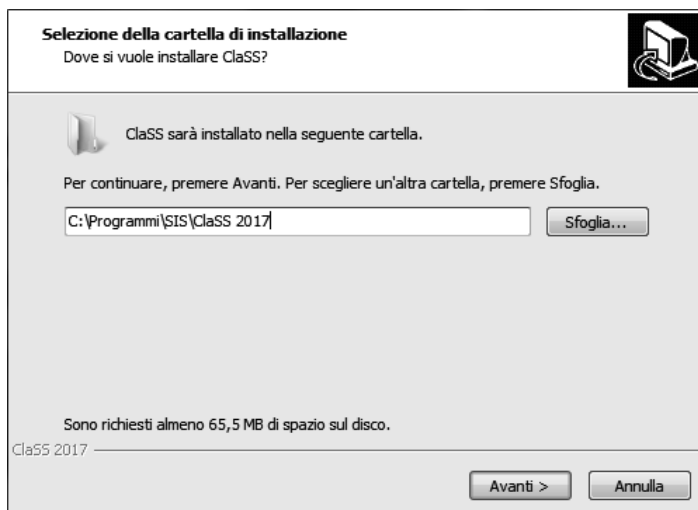 Selezione della cartella di installazione
Dove si vuole installare ClaSS?
ClaSS sarà installato nella seguente cartella.
Per continuare, premere Avanti. Per scegliere un'altra cartella, premere Sfoglia.
C:\Programmi\SIS\ClaSS 2017
Sfoglia...
Sono richiesti almeno 65,5 MB di spazio sul disco.
ClaSS 2017
Avanti >
Annulla